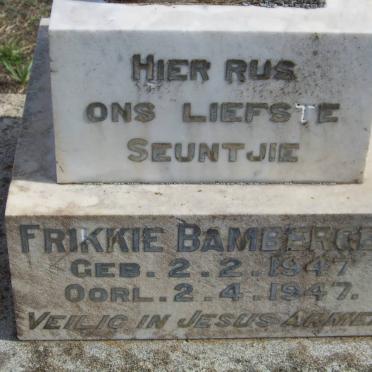 HIER RUS
ONS LIEFSTE
SEUNTJIE
FRIKKIE BAMBERGE
GEB. 2.2.1947
OORL. 2.4.1947.
VEILIG IN JESUS ARME